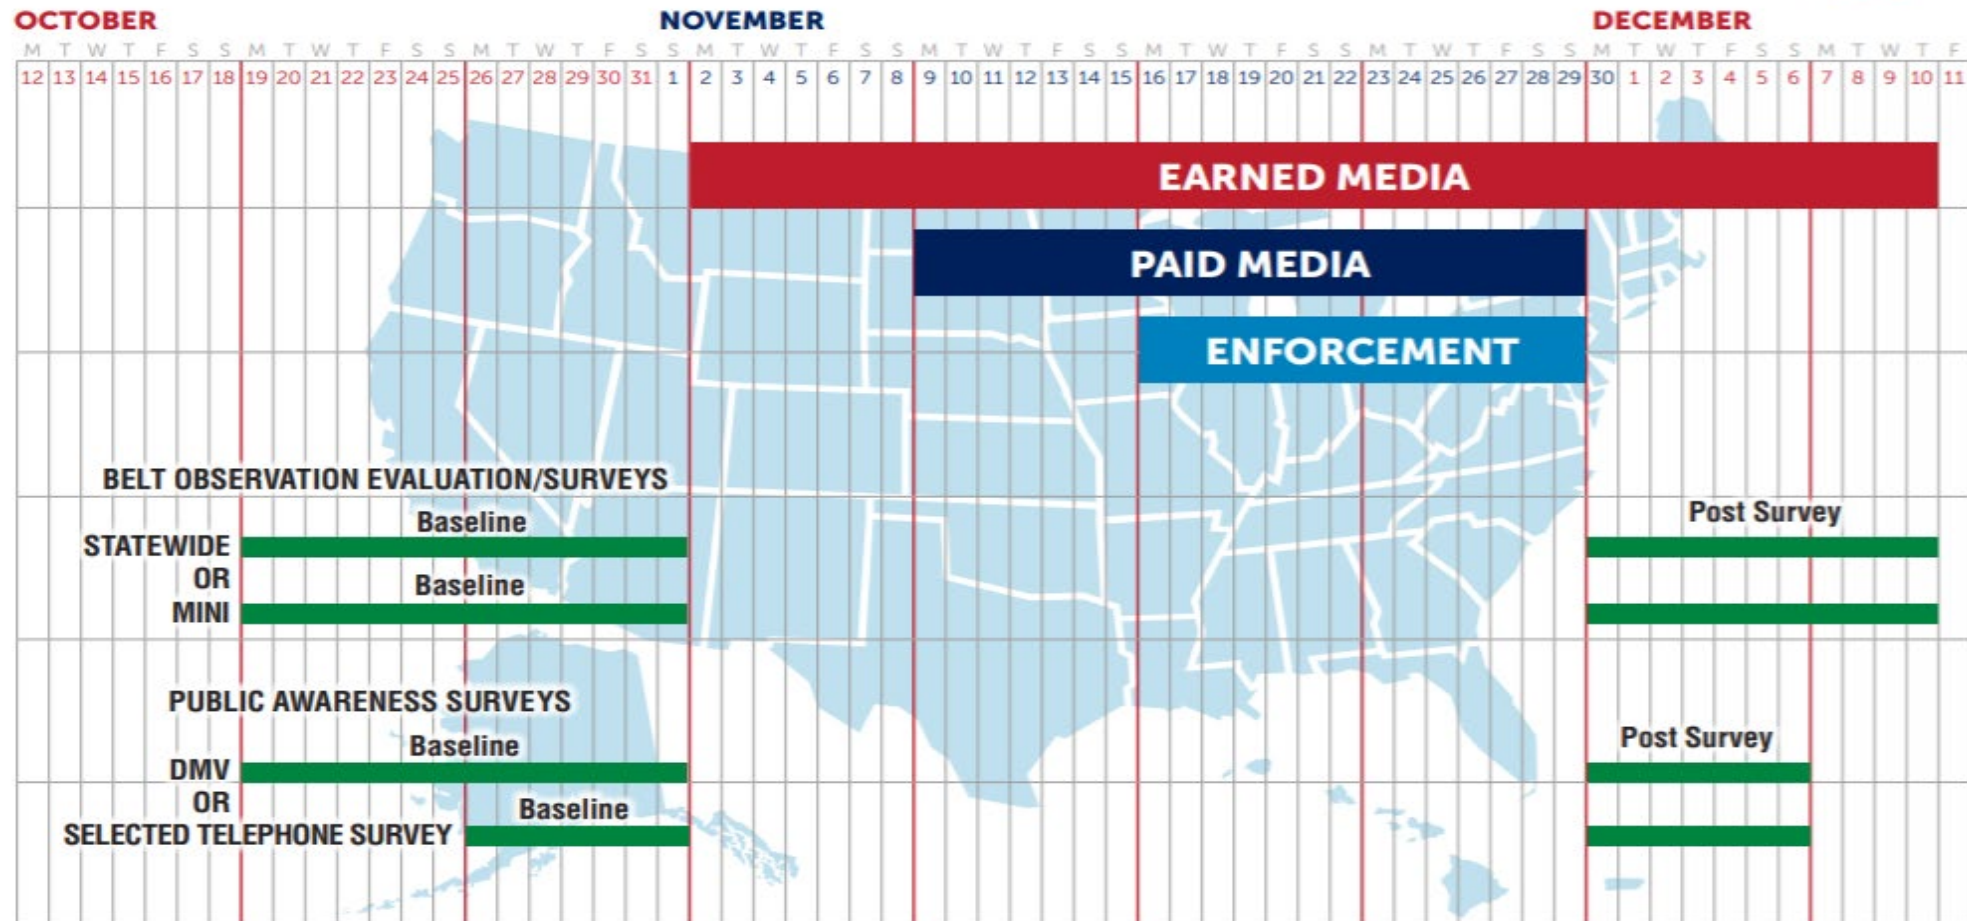 OCTOBER NOVEMBER DECEMBER
M T W T F S S M T W T F S S M T W T F S S M T W T F S S M T W T F S S M T W T F S S M T W T F S S M T W T F S S M T W T F
12 13 14 15 16 17 18 19 20 21 22 23 24 25 26 27 28 29 30 31 1 2 3 4 5 6 7 8 9 10 11 12 13 14 15 16 17 18 19 20 21 22 23 24 25 26 27 28 29 30 1 2 3 4 5 6 7 8 9 10 11
EARNED MEDIA
PAID MEDIA
ENFORCEMENT
BELT OBSERVATION EVALUATION/SURVEYS
Baseline Post Survey
STATEWIDE
OR
Baseline
MINI
PUBLIC AWARENESS SURVEYS
Baseline Post Survey
DMV
OR
Baseline
SELECTED TELEPHONE SURVEY